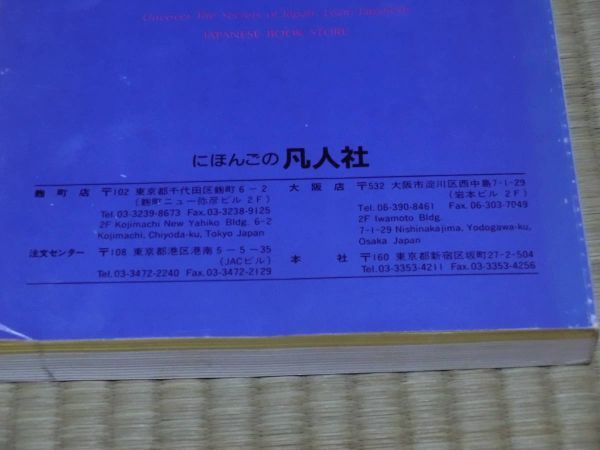 Uncover The Secrets of Japan. Learn Japanese
JAPANESE BOOK STORE
にほんごの凡人社
麴町店 〒102 東京都千代田区麴町6-2
(麴町ニュー弥彦ビル2F)
Tel.03-3239-8673 Fax.03-3238-9125
2F Kojimachi New Yahiko Bldg. 6-2
Kojimachi, Chiyoda-ku, Tokyo Japan
注文センター 〒108 東京都港区港南5-5-35
(JACビル)
Tel.03-3472-2240 Fax.03-3472-2129
大阪店 〒532 大阪市淀川区西中島7-1-29
(岩本ビル2F)
Tel.06-390-8461 Fax.06-303-7049
2F Iwamoto Bldg.
7-1-29 Nishinakajima, Yodogawa-ku,
Osaka Japan
本社 〒160 東京都新宿区坂町27-2-504
Tel.03-3353-4211 Fax.03-3353-4256